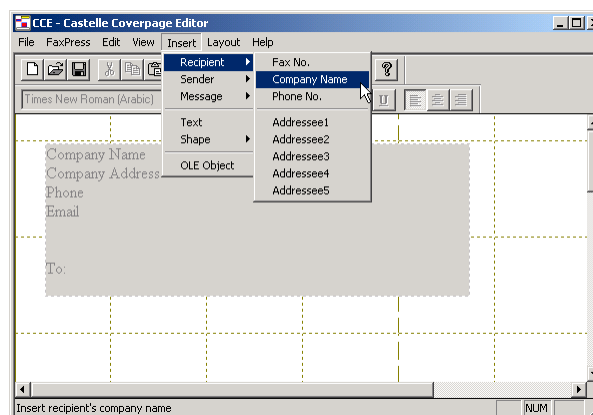 CCE - Castelle Coverpage Editor
File FaxPress Edit View Insert Layout Help
Recipient
Sender
Message
Text
Shape
OLE Object
Fax No.
Company Name
Phone No.
Addressee1
Addressee2
Addressee3
Addressee4
Addressee5
Times New Roman (Arabic)
U
Company Name
Company Address
Phone
Email
To:
Insert recipient's company name
NUM